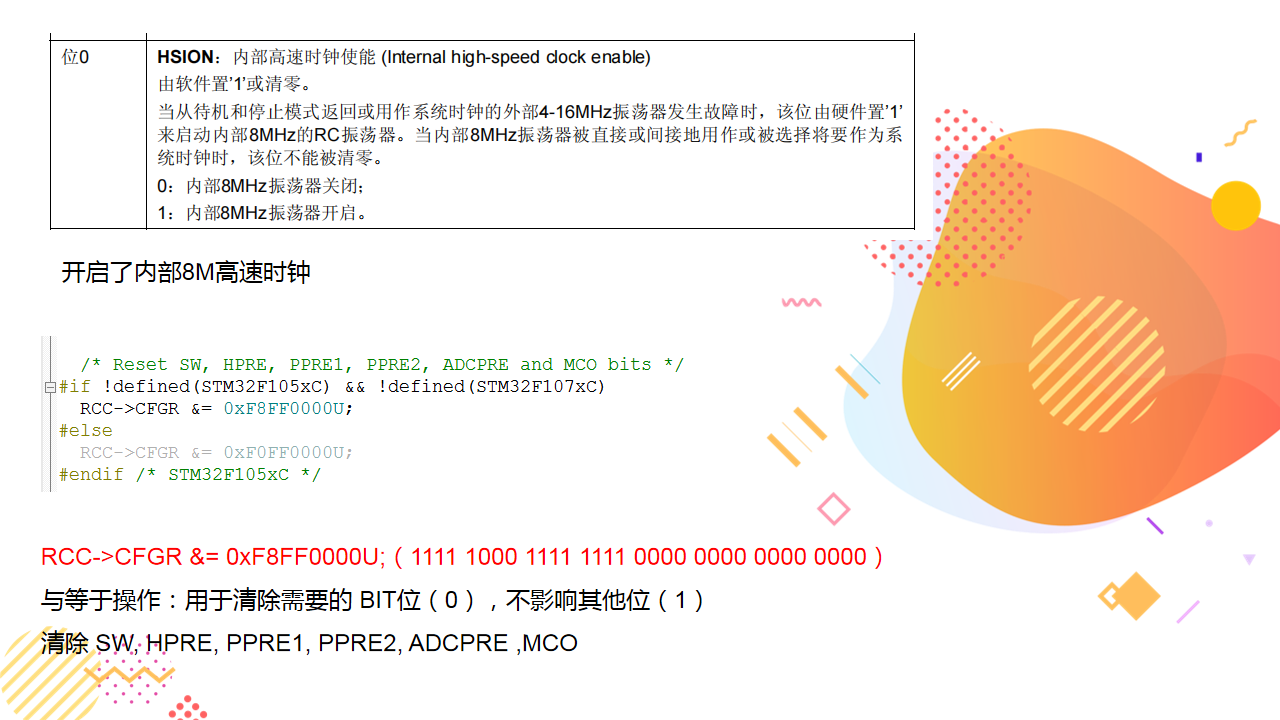 位0
HSION：内部高速时钟使能 (Internal high-speed clock enable)
由软件置’1’或清零。
当从待机和停止模式返回或用作系统时钟的外部4-16MHz振荡器发生故障时，该位由硬件置’1’
来启动内部8MHz的RC振荡器。当内部8MHz振荡器被直接或间接地用作或被选择将要作为系
统时钟时，该位不能被清零。
0：内部8MHz振荡器关闭；
1：内部8MHz振荡器开启。
开启了内部8M高速时钟
/* Reset SW, HPRE, PPRE1, PPRE2, ADCPRE and MCO bits */
#if !defined(STM32F105xC) && !defined(STM32F107xC)
RCC->CFGR &= 0xF8FF0000U;
#else
RCC->CFGR &= 0xF0FF0000U;
#endif /* STM32F105xC */
RCC->CFGR &= 0xF8FF0000U;（1111 1000 1111 1111 0000 0000 0000 0000）
与等于操作：用于清除需要的 BIT位（0），不影响其他位（1）
清除 SW, HPRE, PPRE1, PPRE2, ADCPRE ,MCO